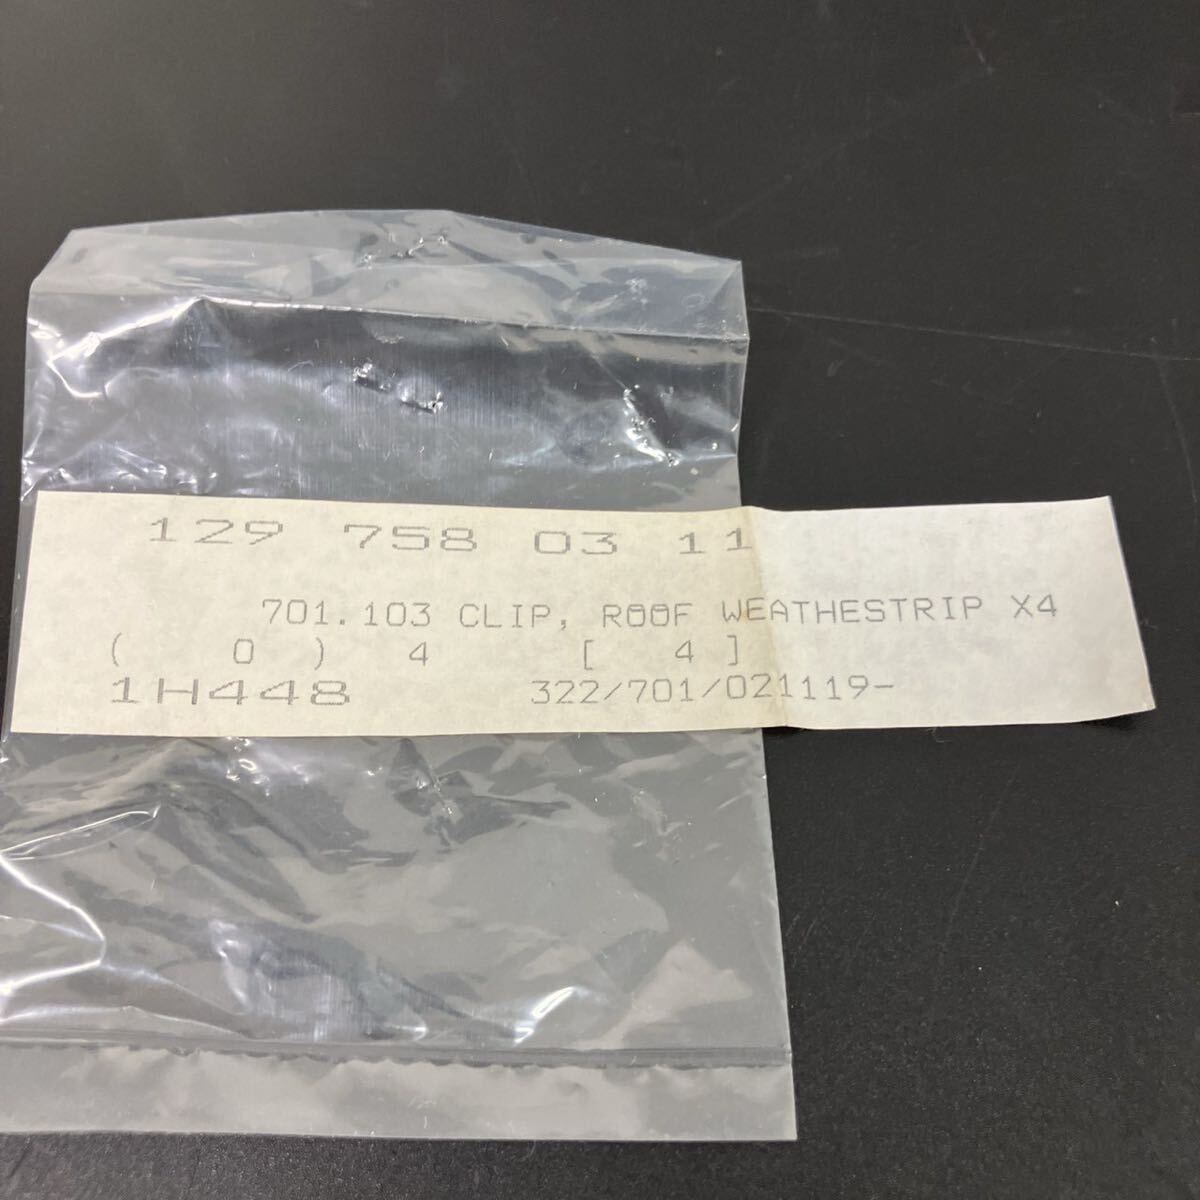 129 758 03 11
701.103 CLIP, ROOF WEATHESTRIP X4
( 0 ) 4 [ 4 ]
1H448 322/701/021119-